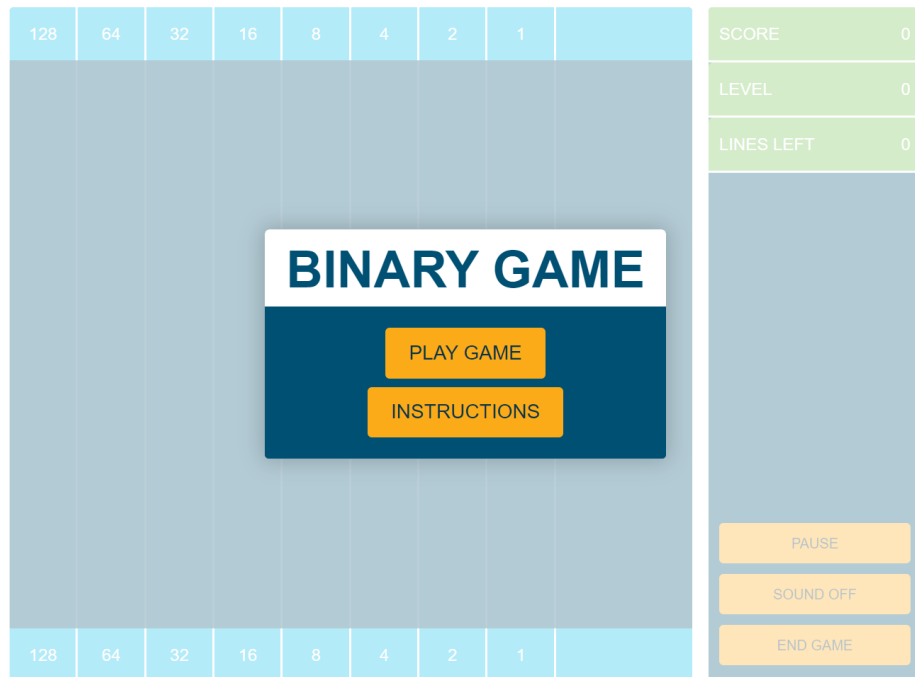 128 64 32 16 8 4 2 1
SCORE 0
LEVEL 0
LINES LEFT 0
BINARY GAME
PLAY GAME
INSTRUCTIONS
PAUSE
SOUND OFF
END GAME
128 64 32 16 8 4 2 1